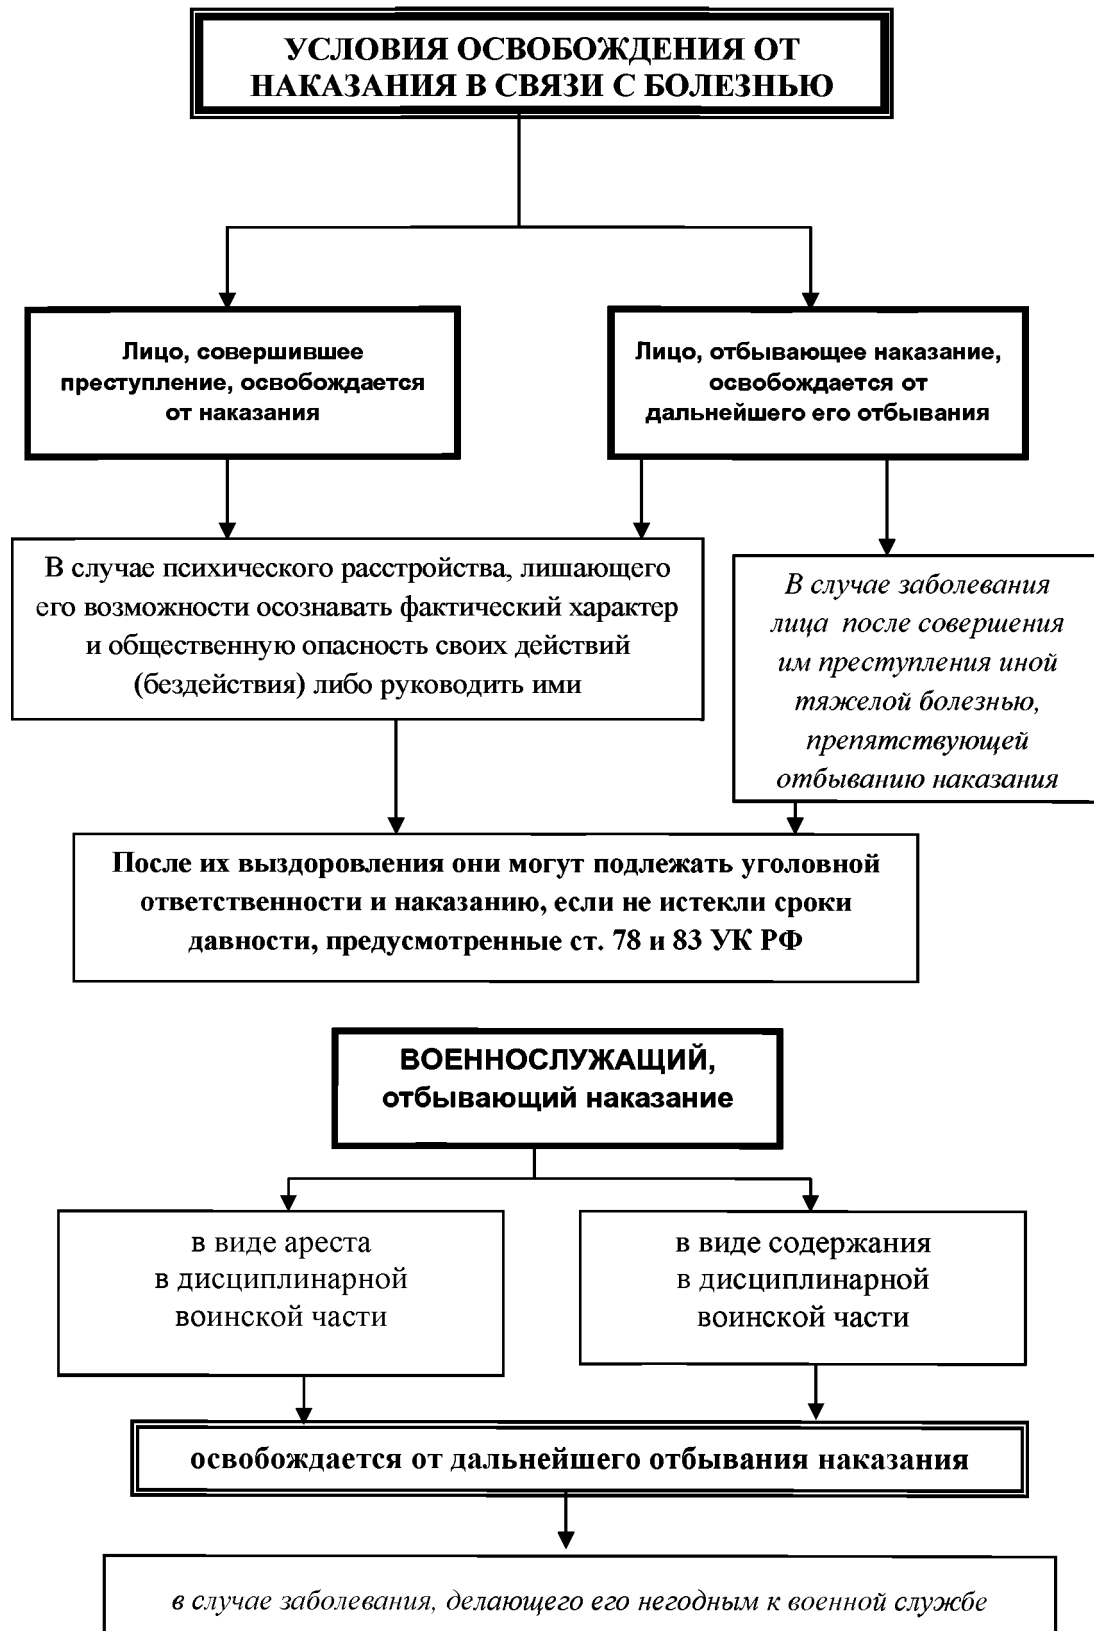 УСЛОВИЯ ОСВОБОЖДЕНИЯ ОТ
НАКАЗАНИЯ В СВЯЗИ С БОЛЕЗНЬЮ
Лицо, совершившее
преступление, освобождается
от наказания
Лицо, отбывающее наказание,
освобождается от
дальнейшего его отбывания
В случае психического расстройства, лишающего
его возможности осознавать фактический характер
и общественную опасность своих действий
(бездействия) либо руководить ими
В случае заболевания
лица после совершения
им преступления иной
тяжелой болезнью,
препятствующей
отбыванию наказания
После их выздоровления они могут подлежать уголовной
ответственности и наказанию, если не истекли сроки
давности, предусмотренные ст. 78 и 83 УК РФ
ВОЕННОСЛУЖАЩИЙ,
отбывающий наказание
в виде ареста
в дисциплинарной
воинской части
в виде содержания
в дисциплинарной
воинской части
освобождается от дальнейшего отбывания наказания
в случае заболевания, делающего его негодным к военной службе